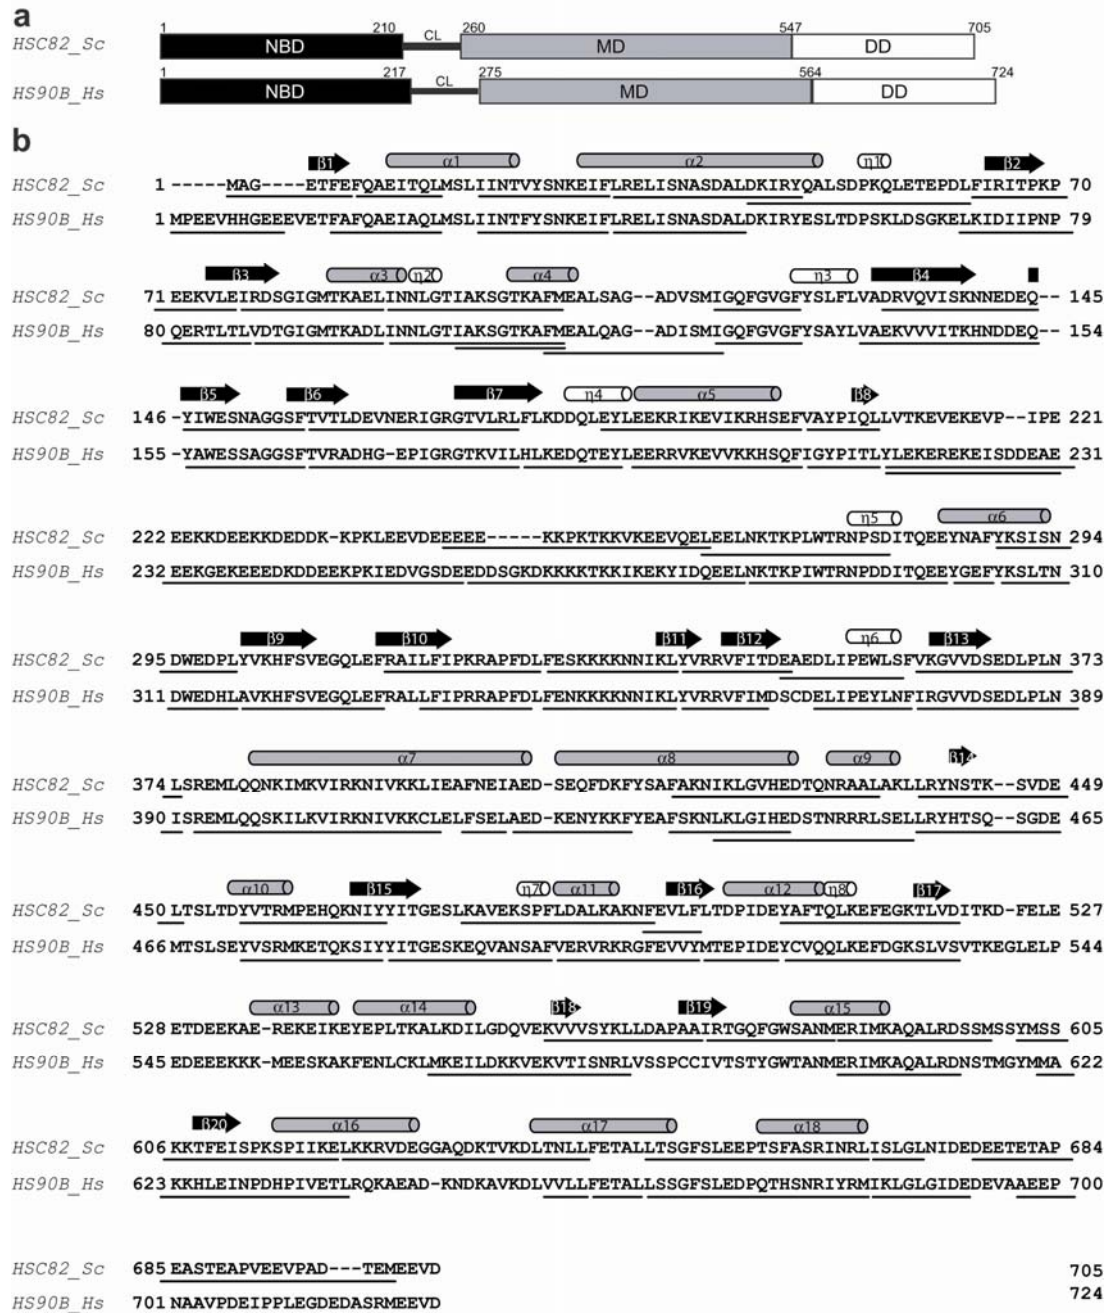 a
1 210 CL 260 547 705
HSC82_Sc NBD MD DD
1 217 CL 275 564 724
HS90B_Hs NBD MD DD
b
β1 α1 α2 η1 β2
HSC82_Sc 1 -----MAG----ETFEFQAEITQLMSLIINTVYSNKEIFLRELISNASDALDKIRYQALSDPKQLETEPDLFIRITPKP 70
HS90B_Hs 1 MPEEVHHGEEEVETFAFQAEIAQLMSLIINTFYSNKEIFLRELISNASDALDKIRYESLTDPSKLDSGKELKIDIIPNP 79
β3 α3 η2 α4 η3 β4
HSC82_Sc 71 EEKVLEIRDSGIGMTKAELINNLGTIAKSGTKAFMEALSAG--ADVSMIGQFGVGFYSLFLVADRVQVISKNNEDEQ-- 145
HS90B_Hs 80 QERTLTLVDTGIGMTKADLINNLGTIAKSGTKAFMEALQAG--ADISMIGQFGVGFYSAYLVAEKVVVITKHNDDEQ-- 154
β5 β6 β7 η4 α5 β8
HSC82_Sc 146 -YIWESNAGGSFTVTLDEVNERIGRGTVLRLFLKDDQLEYLEEKRIKEVIKRHSEFVAYPIQLLVTKEVEKEVP--IPE 221
HS90B_Hs 155 -YAWESSAGGSFTVRADHG-EPIGRGTKVILHLKEDQTEYLEERRVKEVVKKHSQFIGYPITLYLEKEREKEISDDEAE 231
η5 α6
HSC82_Sc 222 EEKKDEEKKDEDDK-KPKLEEVDEEEEE-----KKPKTKKVKEEVQELEELNKTKPLWTRNPSDITQEEYNAFYKSISN 294
HS90B_Hs 232 EEKGEKEEEDKDDEEKPKIEDVGSDEEDDSGKDKKKKTKKIKEKYIDQEELNKTKPIWTRNPDDITQEEYGEFYKSLTN 310
β9 β10 β11 β12 η6 β13
HSC82_Sc 295 DWEDPLYVKHFSVEGQLEFRAILFIPKRAPFDLFESKKKKNNIKLYVRRVFITDEAEDLIPEWLSFVKGVVDSEDLPLN 373
HS90B_Hs 311 DWEDHLAVKHFSVEGQLEFRALLFIPRRAPFDLFENKKKKNNIKLYVRRVFIMDSCDELIPEYLNFIRGVVDSEDLPLN 389
α7 α8 α9 β14
HSC82_Sc 374 LSREMLQQNKIMKVIRKNIVKKLIEAFNEIAED-SEQFDKFYSAFAKNIKLGVHEDTQNRAALAKLLRYNSTK--SVDE 449
HS90B_Hs 390 ISREMLQQSKILKVIRKNIVKKCLELFSELAED-KENYKKFYEAFSKNLKLGIHEDSTNRRRLSELLRYHTSQ--SGDE 465
α10 β15 η7 α11 β16 α12 η8 β17
HSC82_Sc 450 LTSLTDYVTRMPEHQKNIYYITGESLKAVEKSPFLDALKAKNFEVLFLTDPIDEYAFTQLKEFEGKTLVDITKD-FELE 527
HS90B_Hs 466 MTSLSEYVSRMKETQKSIYYITGESKEQVANSAFVERVRKRGFEVVYMTEPIDEYCVQQLKEFDGKSLVSVTKEGLELP 544
α13 α14 β18 β19 α15
HSC82_Sc 528 ETDEEKAE-REKEIKEYEPLTKALKDILGDQVEKVVVSYKLLDAPAAIRTGQFGWSANMERIMKAQALRDSSMSSYMSS 605
HS90B_Hs 545 EDEEEKKK-MEESKAKFENLCKLMKEILDKKVEKVTISNRLVSSPCCIVTSTYGWTANMERIMKAQALRDNSTMGYMMA 622
β20 α16 α17 α18
HSC82_Sc 606 KKTFEISPKSPIIKELKKRVDEGGAQDKTVKDLTNLLFETALLTSGFSLEEPTSFASRINRLISLGLNIDEDEETETAP 684
HS90B_Hs 623 KKHLEINPDHPIVETLRQKAEAD-KNDKAVKDLVVLLFETALLSSGFSLEDPQTHSNRIYRMIKLGLGIDEDEVAAEEP 700
HSC82_Sc 685 EASTEAPVEEVPAD---TEMEEVD 705
HS90B_Hs 701 NAAVPDEIPPLEGDEDASRMEEVD 724